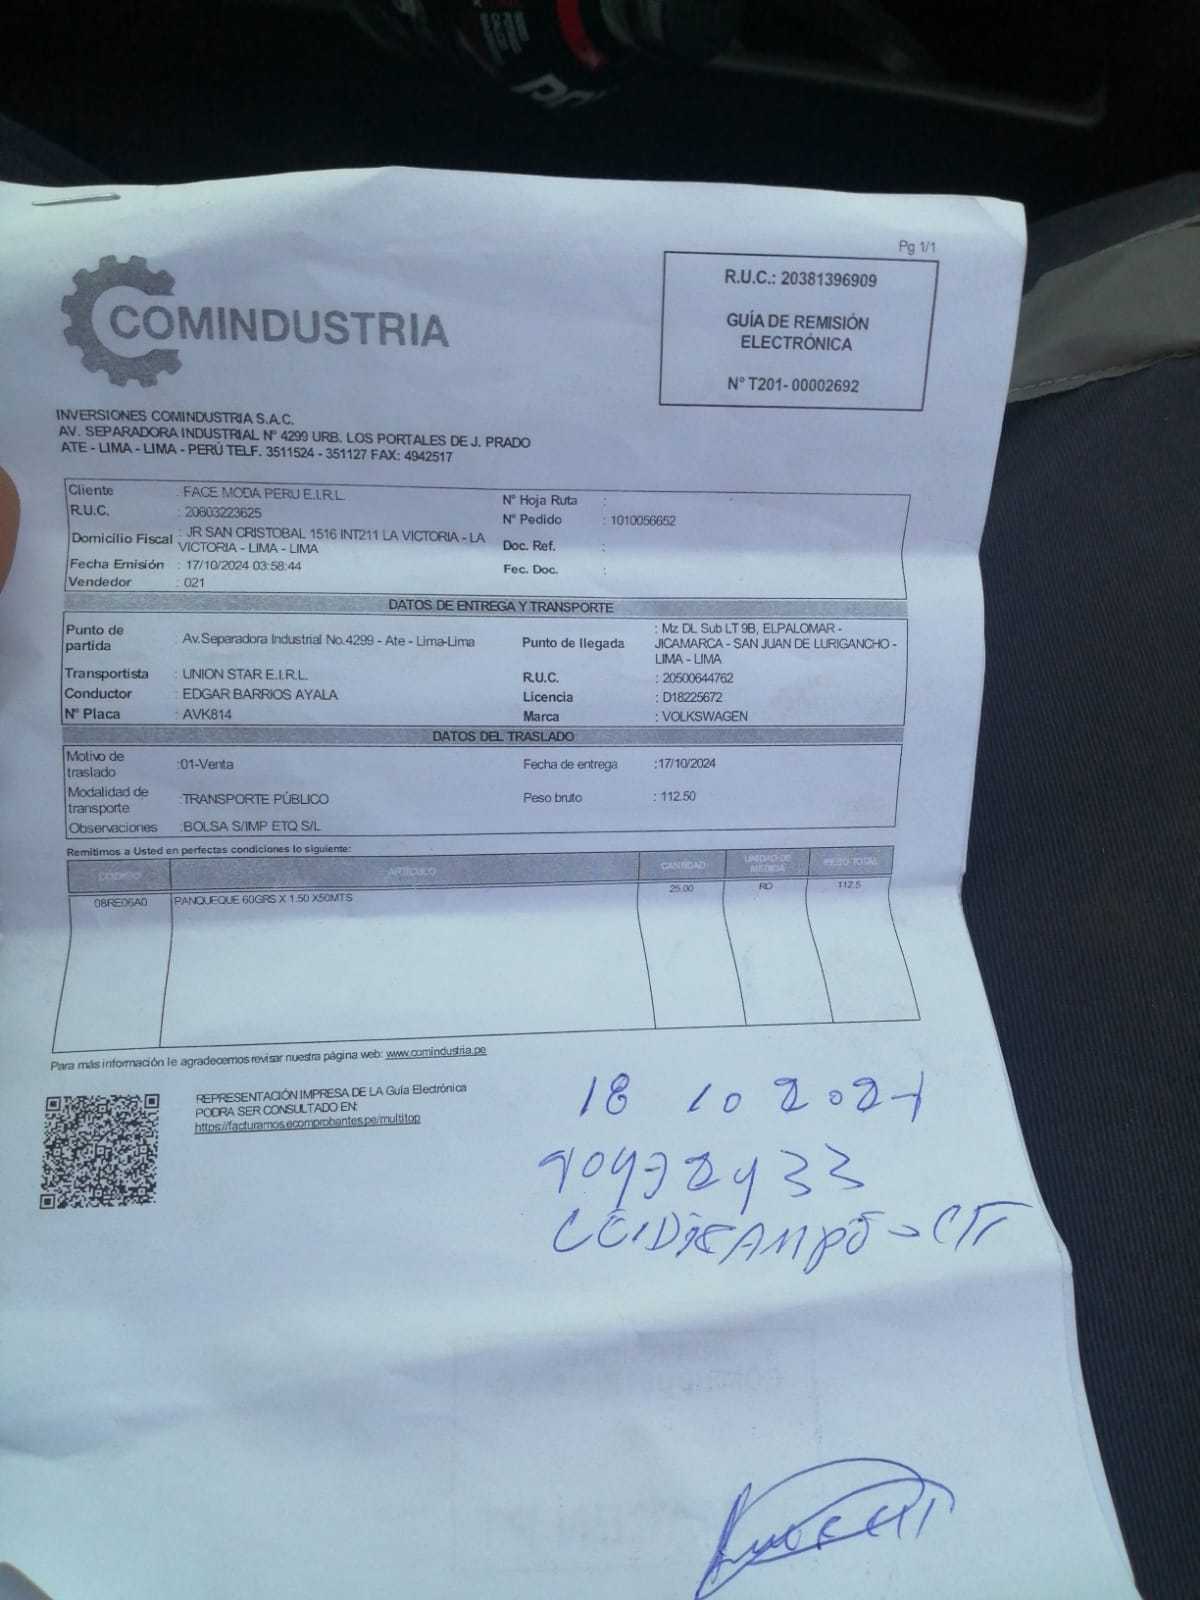 Pg 1/1
COMINDUSTRIA
R.U.C.: 20381396909
GUÍA DE REMISIÓN
ELECTRÓNICA
N° T201- 00002692
INVERSIONES COMINDUSTRIA S.A.C.
AV. SEPARADORA INDUSTRIAL N° 4299 URB. LOS PORTALES DE J. PRADO
ATE - LIMA - LIMA - PERÚ TELF. 3511524 - 351127 FAX: 4942517
Cliente : FACE MODA PERU E.I.R.L.
R.U.C. : 20603223625
Domicilio Fiscal : JR SAN CRISTOBAL 1516 INT211 LA VICTORIA - LA
VICTORIA - LIMA - LIMA
Fecha Emisión : 17/10/2024 03:58:44
Vendedor : 021
N° Hoja Ruta :
N° Pedido : 1010056652
Doc. Ref. :
Fec. Doc. :
DATOS DE ENTREGA Y TRANSPORTE
Punto de
partida : Av.Separadora Industrial No.4299 - Ate - Lima-Lima
Transportista : UNION STAR E.I.R.L.
Conductor : EDGAR BARRIOS AYALA
N° Placa : AVK814
Punto de llegada : Mz DL Sub LT 9B, ELPALOMAR -
JICAMARCA - SAN JUAN DE LURIGANCHO -
LIMA - LIMA
R.U.C. : 20500644762
Licencia : D18225672
Marca : VOLKSWAGEN
DATOS DEL TRASLADO
Motivo de
traslado :01-Venta
Modalidad de
transporte :TRANSPORTE PÚBLICO
Observaciones :BOLSA S/IMP ETQ S/L
Fecha de entrega :17/10/2024
Peso bruto : 112.50
Remitimos a Usted en perfectas condiciones lo siguiente:
CODIGO ARTÍCULO CANTIDAD UNIDAD DE MEDIDA PESO TOTAL
08RE06A0 PANQUEQUE 60GRS X 1.50 X50MTS 25.00 RO 112.5
Para más información le agradecemos revisar nuestra página web: www.comindustria.pe
REPRESENTACIÓN IMPRESA DE LA Guía Electrónica
PODRA SER CONSULTADO EN:
https://facturamos.ecomprobantes.pe/multitop
18 10 2024